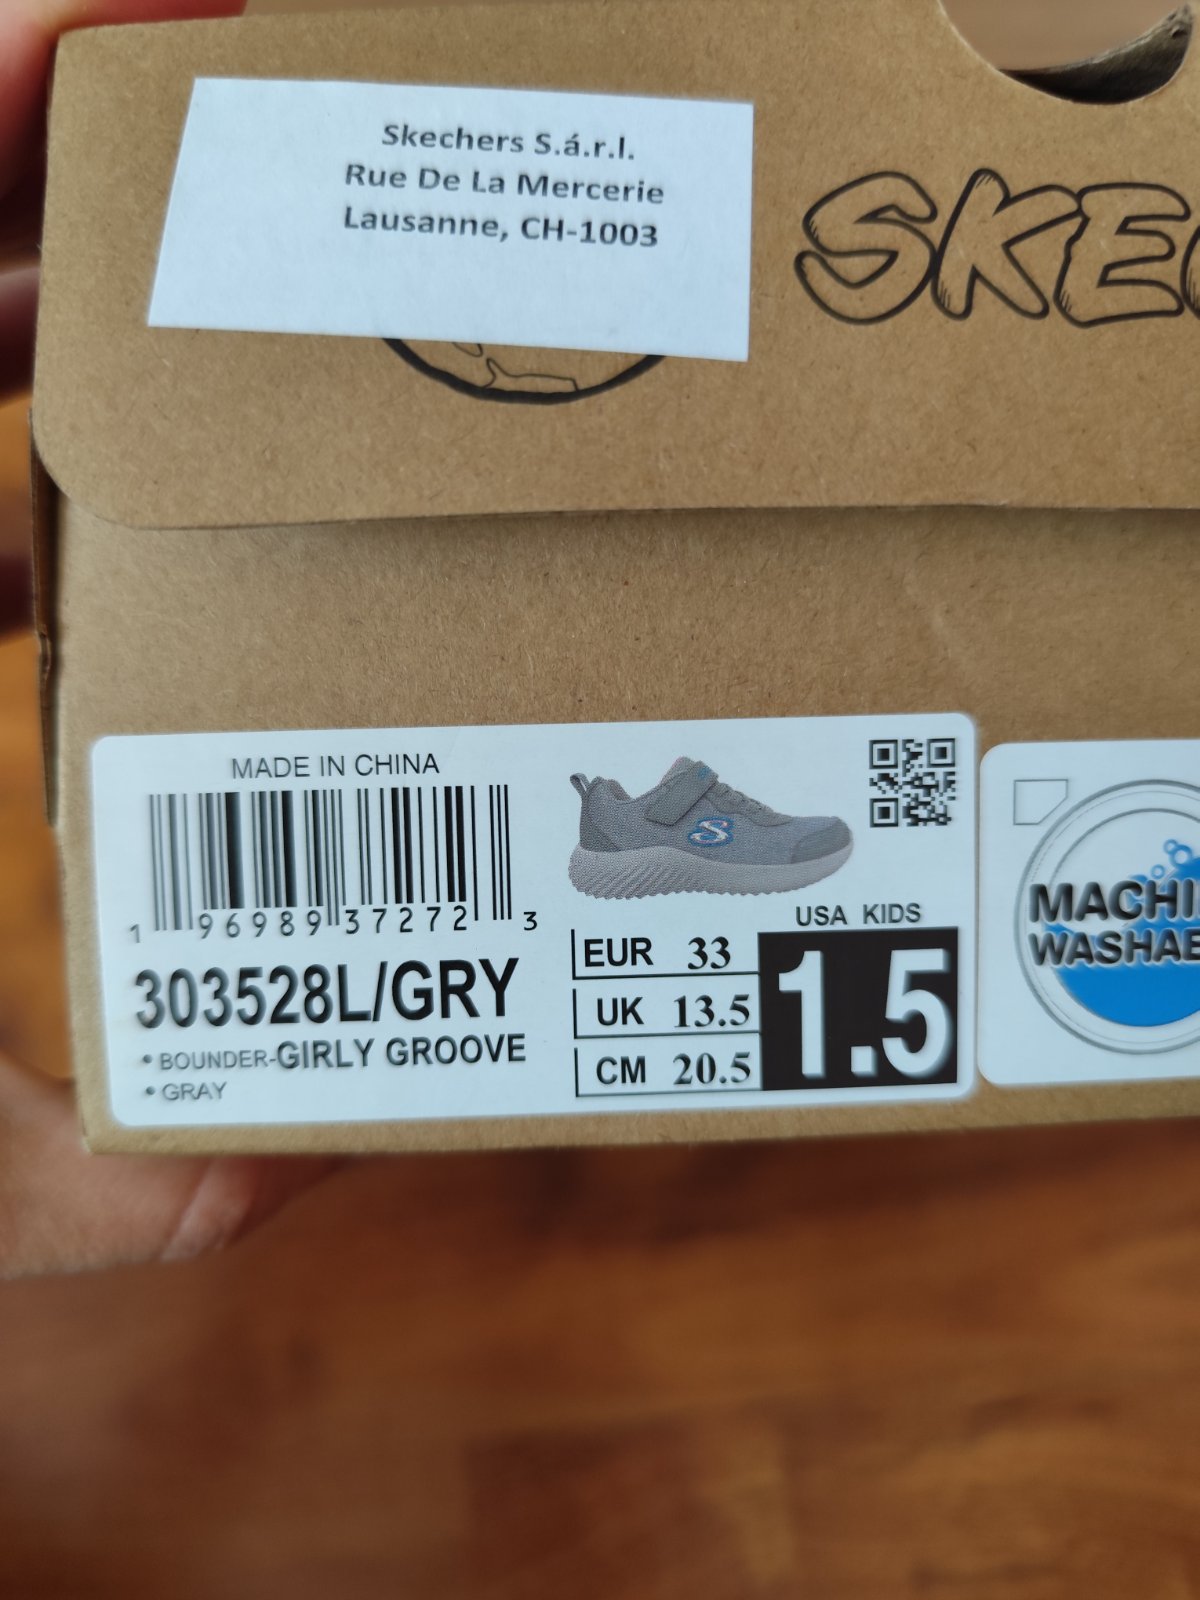 Skechers S.á.r.l.
Rue De La Mercerie
Lausanne, CH-1003
MADE IN CHINA
1 96989 37272 3
303528L/GRY
• BOUNDER-GIRLY GROOVE
• GRAY
EUR 33
UK 13.5
CM 20.5
USA KIDS
1.5